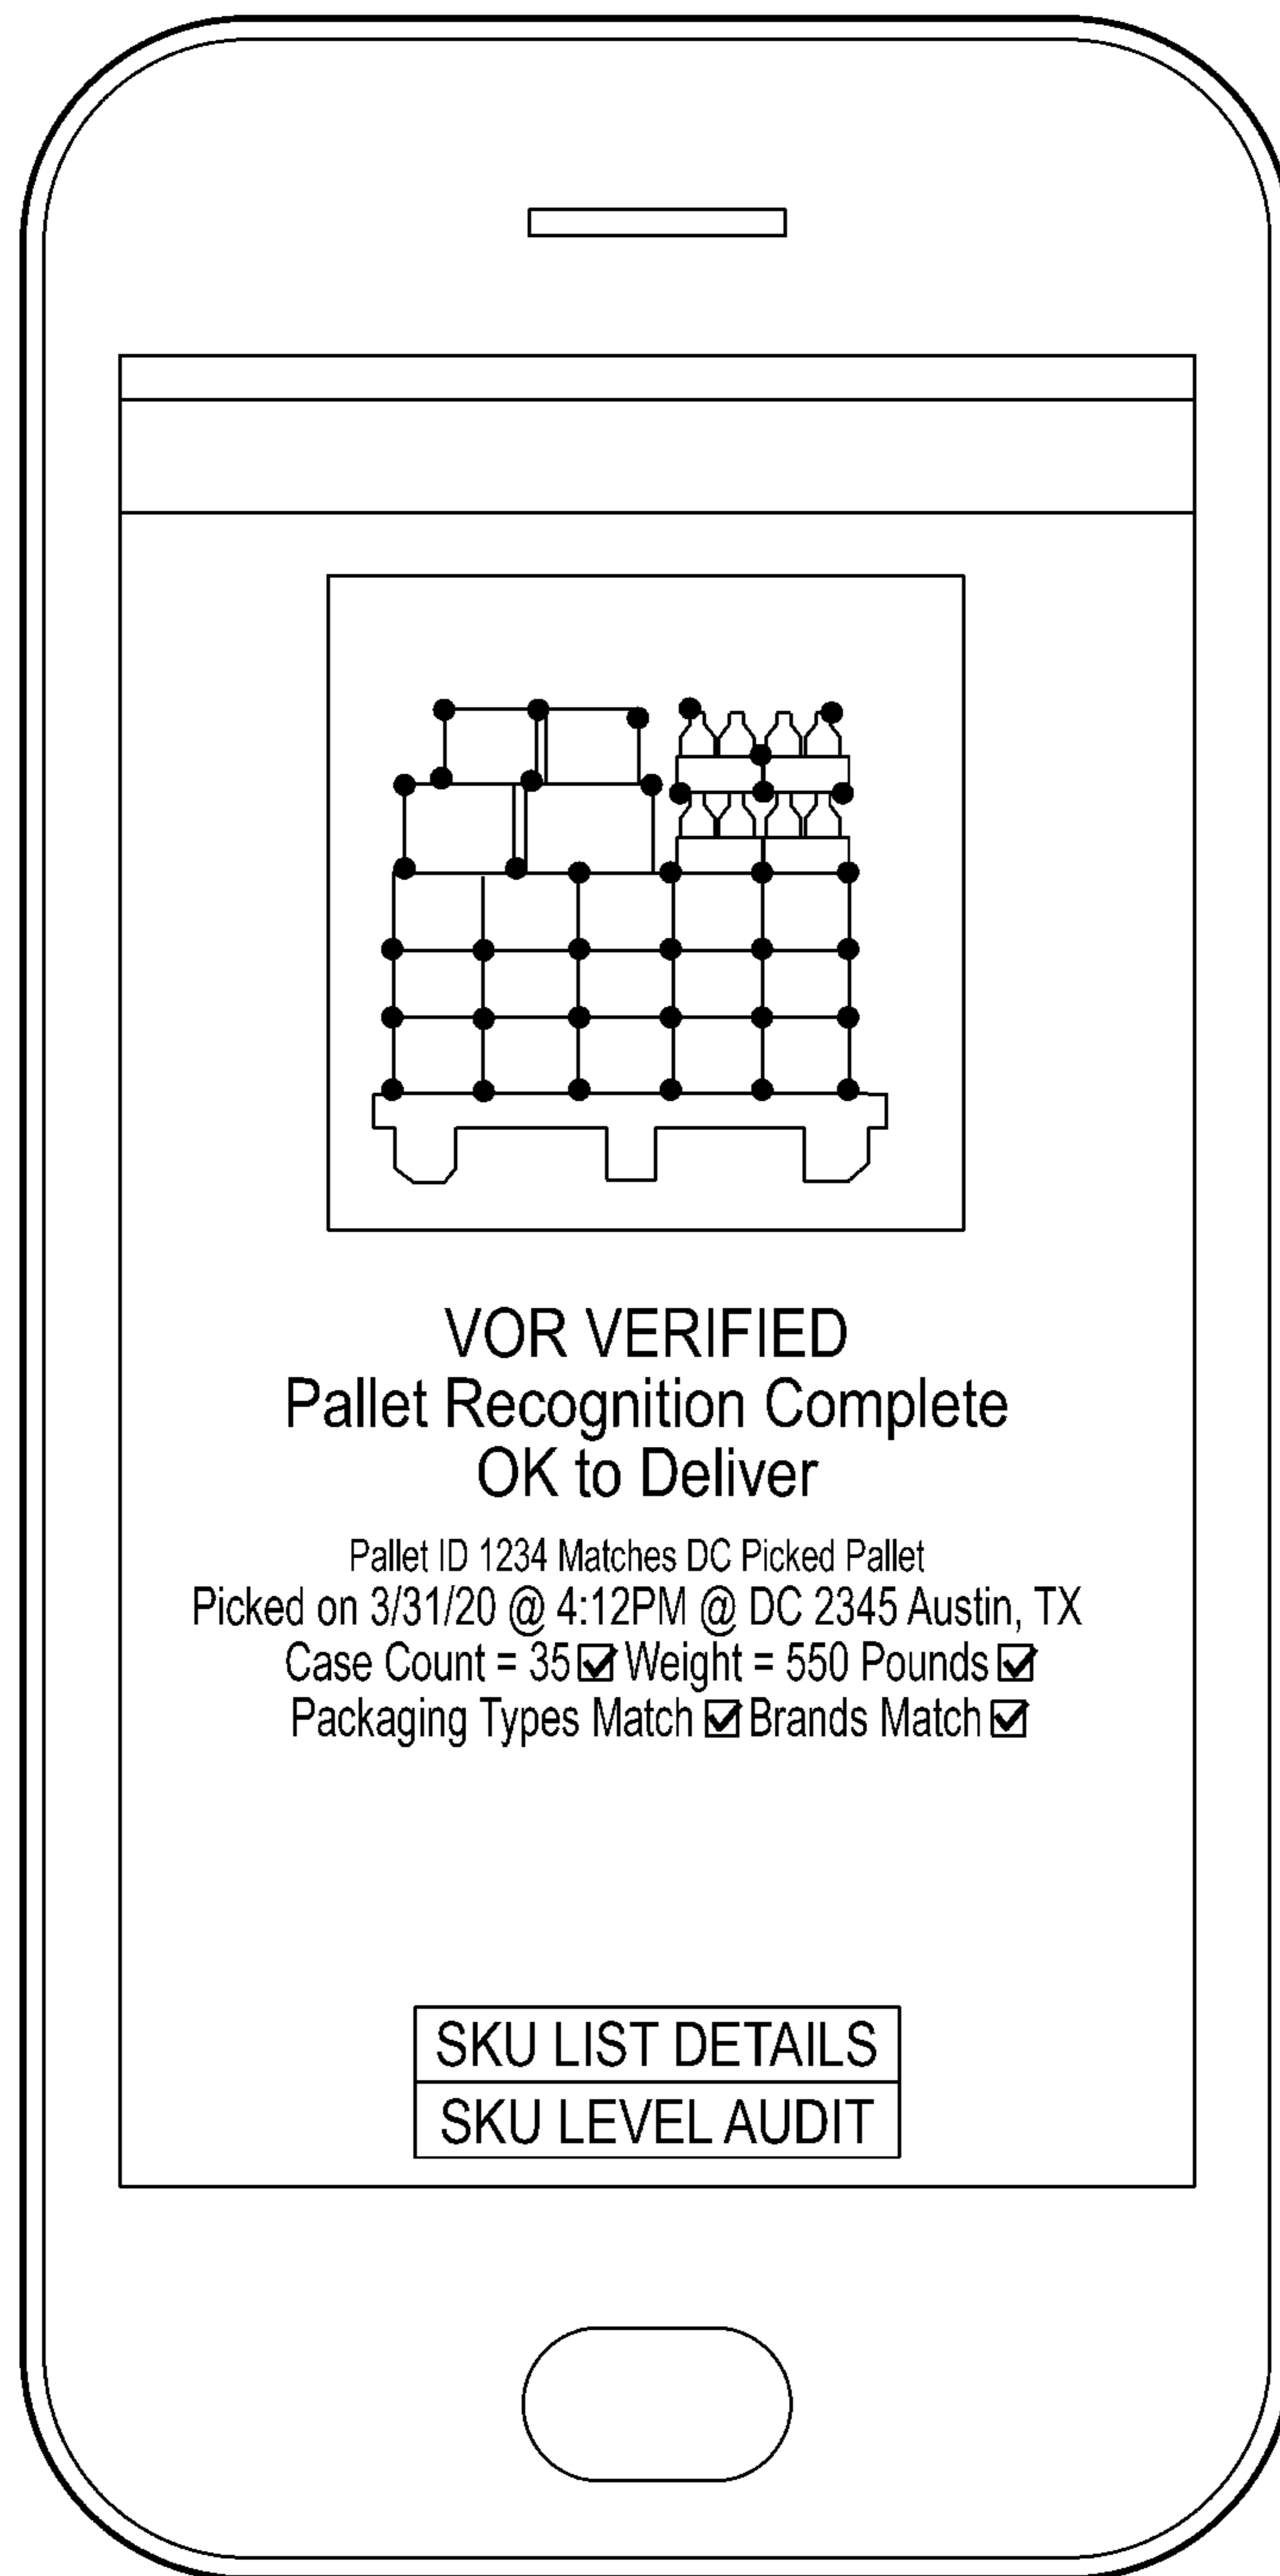 VOR VERIFIED
Pallet Recognition Complete
OK to Deliver
Pallet ID 1234 Matches DC Picked Pallet
Picked on 3/31/20 @ 4:12PM @ DC 2345 Austin, TX
Case Count = 35 ☑ Weight = 550 Pounds ☑
Packaging Types Match ☑ Brands Match ☑
SKU LIST DETAILS
SKU LEVEL AUDIT